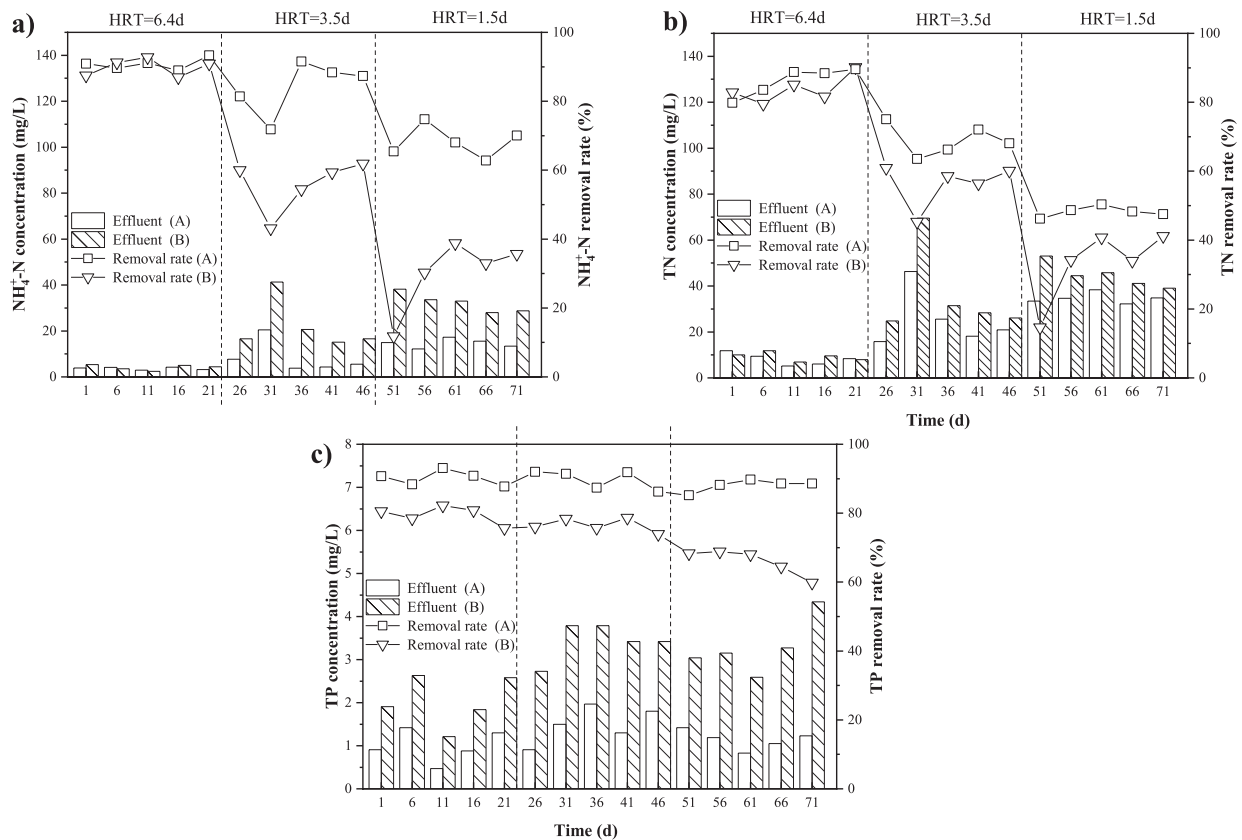 a)
HRT=6.4d
HRT=3.5d
HRT=1.5d
NH₄⁺-N concentration (mg/L)
140
120
100
80
60
40
20
0
Effluent (A)
Effluent (B)
Removal rate (A)
Removal rate (B)
100
80
60
40
20
0
NH₄⁺-N removal rate (%)
1 6 11 16 21 26 31 36 41 46 51 56 61 66 71
b)
HRT=6.4d
HRT=3.5d
HRT=1.5d
TN concentration (mg/L)
140
120
100
80
60
40
20
0
Effluent (A)
Effluent (B)
Removal rate (A)
Removal rate (B)
100
80
60
40
20
0
TN removal rate (%)
1 6 11 16 21 26 31 36 41 46 51 56 61 66 71
Time (d)
c)
TP concentration (mg/L)
8
7
6
5
4
3
2
1
0
Effluent (A)
Effluent (B)
Removal rate (A)
Removal rate (B)
100
80
60
40
20
0
TP removal rate (%)
1 6 11 16 21 26 31 36 41 46 51 56 61 66 71
Time (d)